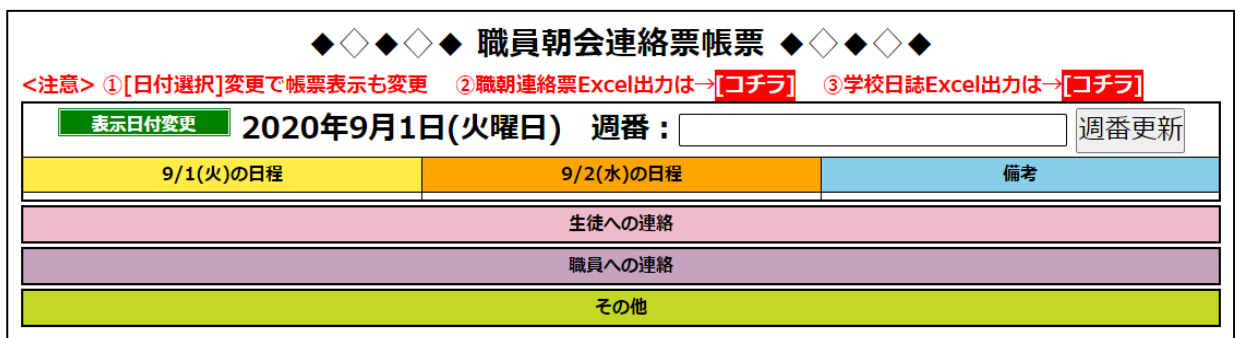 ◆◇◆◇◆ 職員朝会連絡票帳票 ◆◇◆◇◆
<注意> ①[日付選択]変更で帳票表示も変更 ②職朝連絡票Excel出力は→[コチラ] ③学校日誌Excel出力は→[コチラ]
表示日付変更 2020年9月1日(火曜日) 週番： 週番更新
9/1(火)の日程 9/2(水)の日程 備考
生徒への連絡
職員への連絡
その他